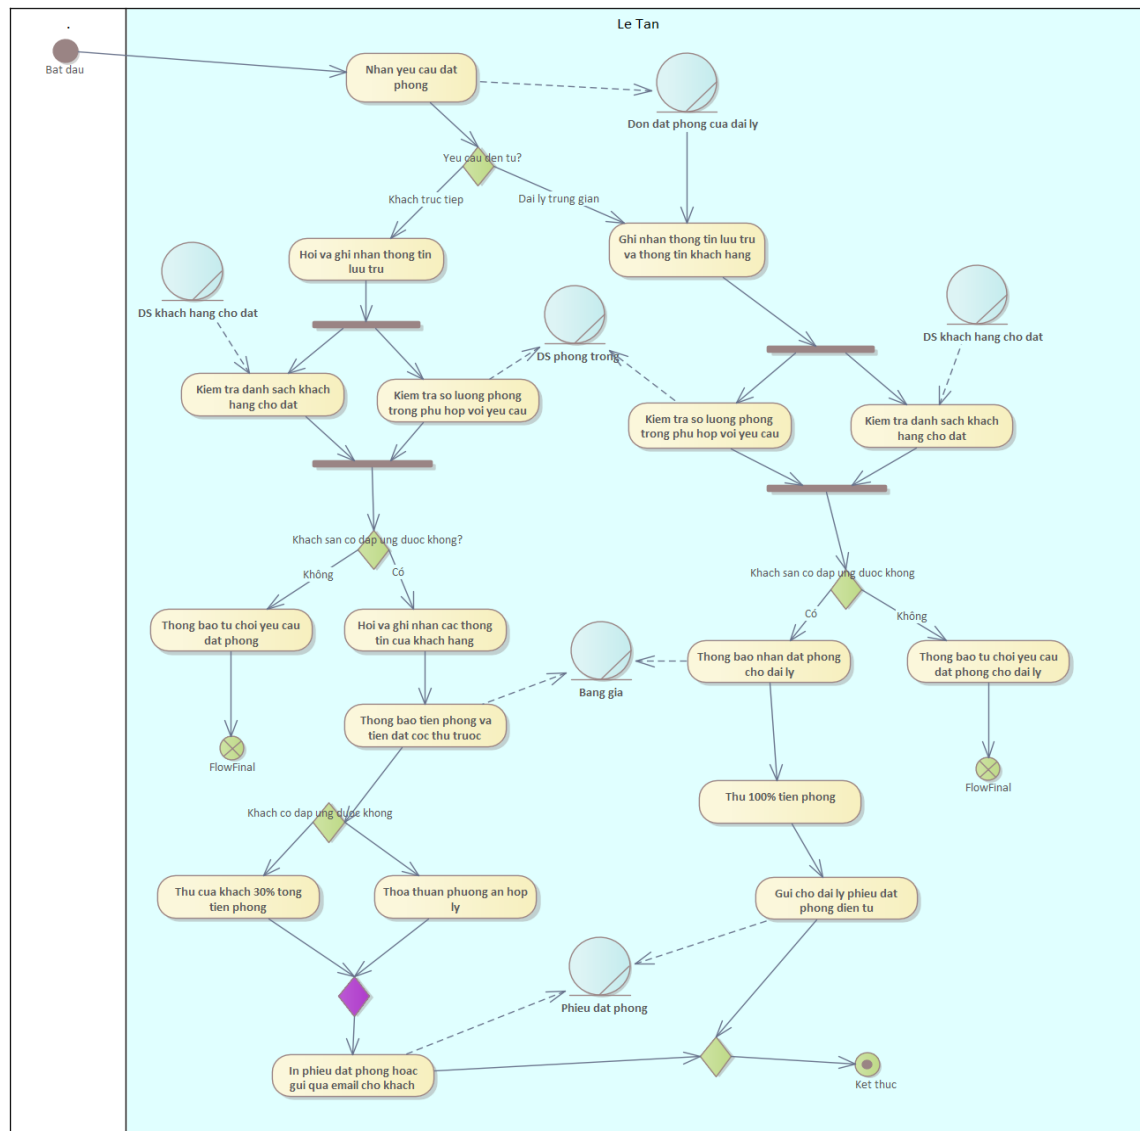 Le Tan
.
Bat dau
Nhan yeu cau dat
phong
Don dat phong cua dai ly
Yeu cau den tu?
Khach truc tiep
Dai ly trung gian
Hoi va ghi nhan thong tin
luu tru
Ghi nhan thong tin luu tru
va thong tin khach hang
DS khach hang cho dat
DS phong trong
DS khach hang cho dat
Kiem tra danh sach khach
hang cho dat
Kiem tra so luong phong
trong phu hop voi yeu cau
Kiem tra so luong phong
trong phu hop voi yeu cau
Kiem tra danh sach khach
hang cho dat
Khach san co dap ung duoc khong?
Không
Có
Khach san co dap ung duoc khong
Có
Không
Thong bao tu choi yeu cau
dat phong
Hoi va ghi nhan cac thong
tin cua khach hang
Thong bao nhan dat phong
cho dai ly
Thong bao tu choi yeu cau
dat phong cho dai ly
Bang gia
Thong bao tien phong va
tien dat coc thu truoc
FlowFinal
FlowFinal
Thu 100% tien phong
Khach co dap ung duoc khong
Thu cua khach 30% tong
tien phong
Thoa thuan phuong an hop
ly
Gui cho dai ly phieu dat
phong dien tu
Phieu dat phong
In phieu dat phong hoac
gui qua email cho khach
Ket thuc